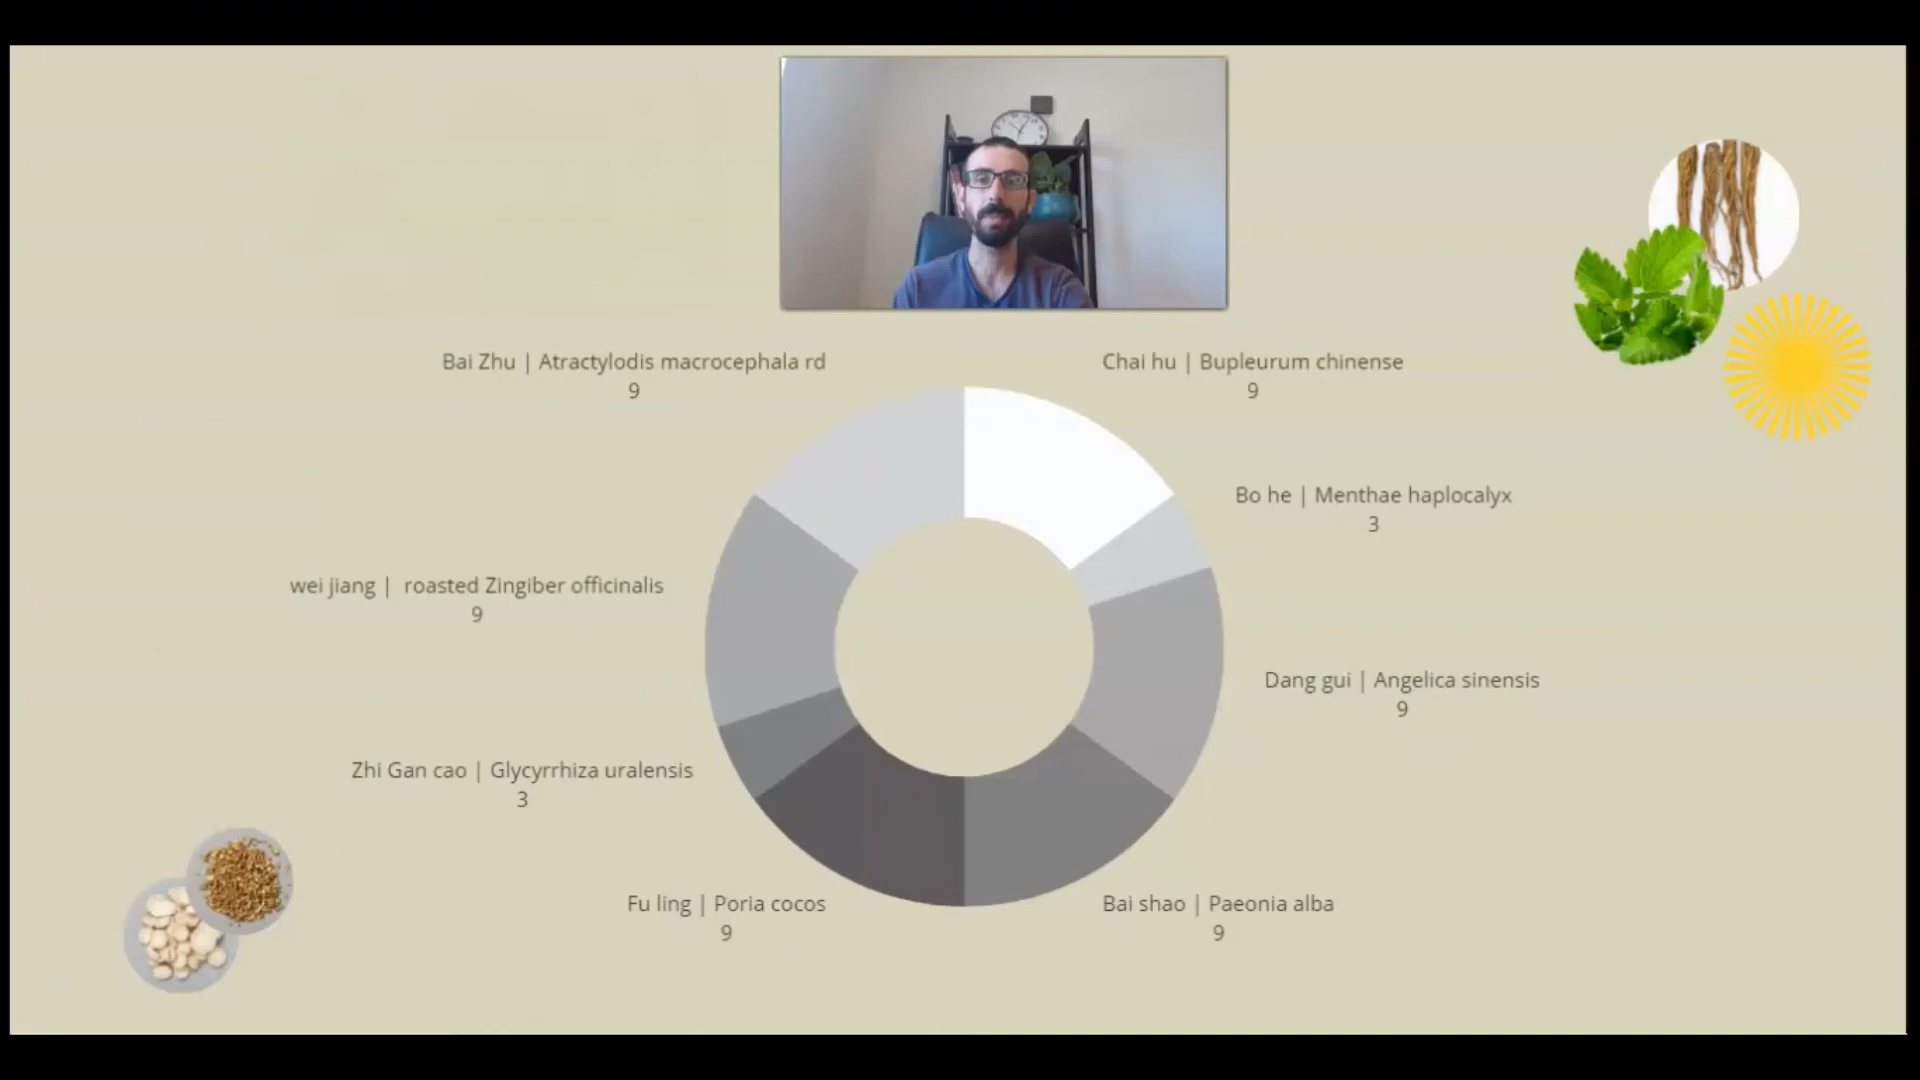 Bai Zhu | Atractylodis macrocephala rd
9
Chai hu | Bupleurum chinense
9
Bo he | Menthae haplocalyx
3
wei jiang |  roasted Zingiber officinalis
9
Dang gui | Angelica sinensis
9
Zhi Gan cao | Glycyrrhiza uralensis
3
Fu ling | Poria cocos
9
Bai shao | Paeonia alba
9